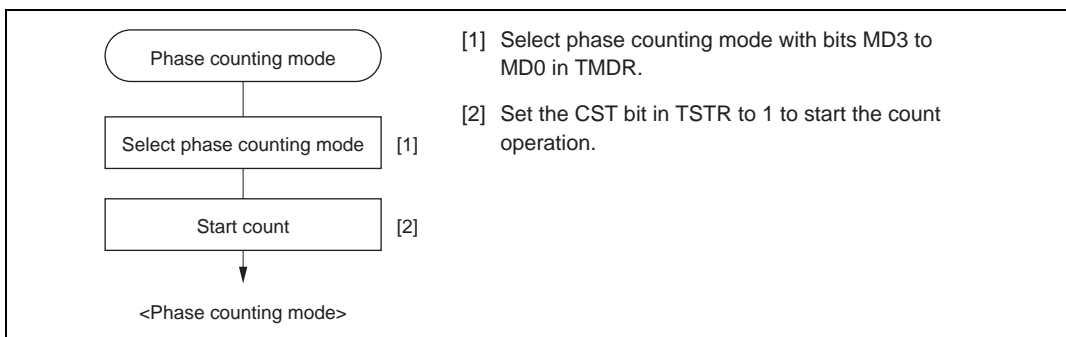 Phase counting mode
Select phase counting mode [1]
Start count [2]
<Phase counting mode>
[1] Select phase counting mode with bits MD3 to
MD0 in TMDR.
[2] Set the CST bit in TSTR to 1 to start the count
operation.